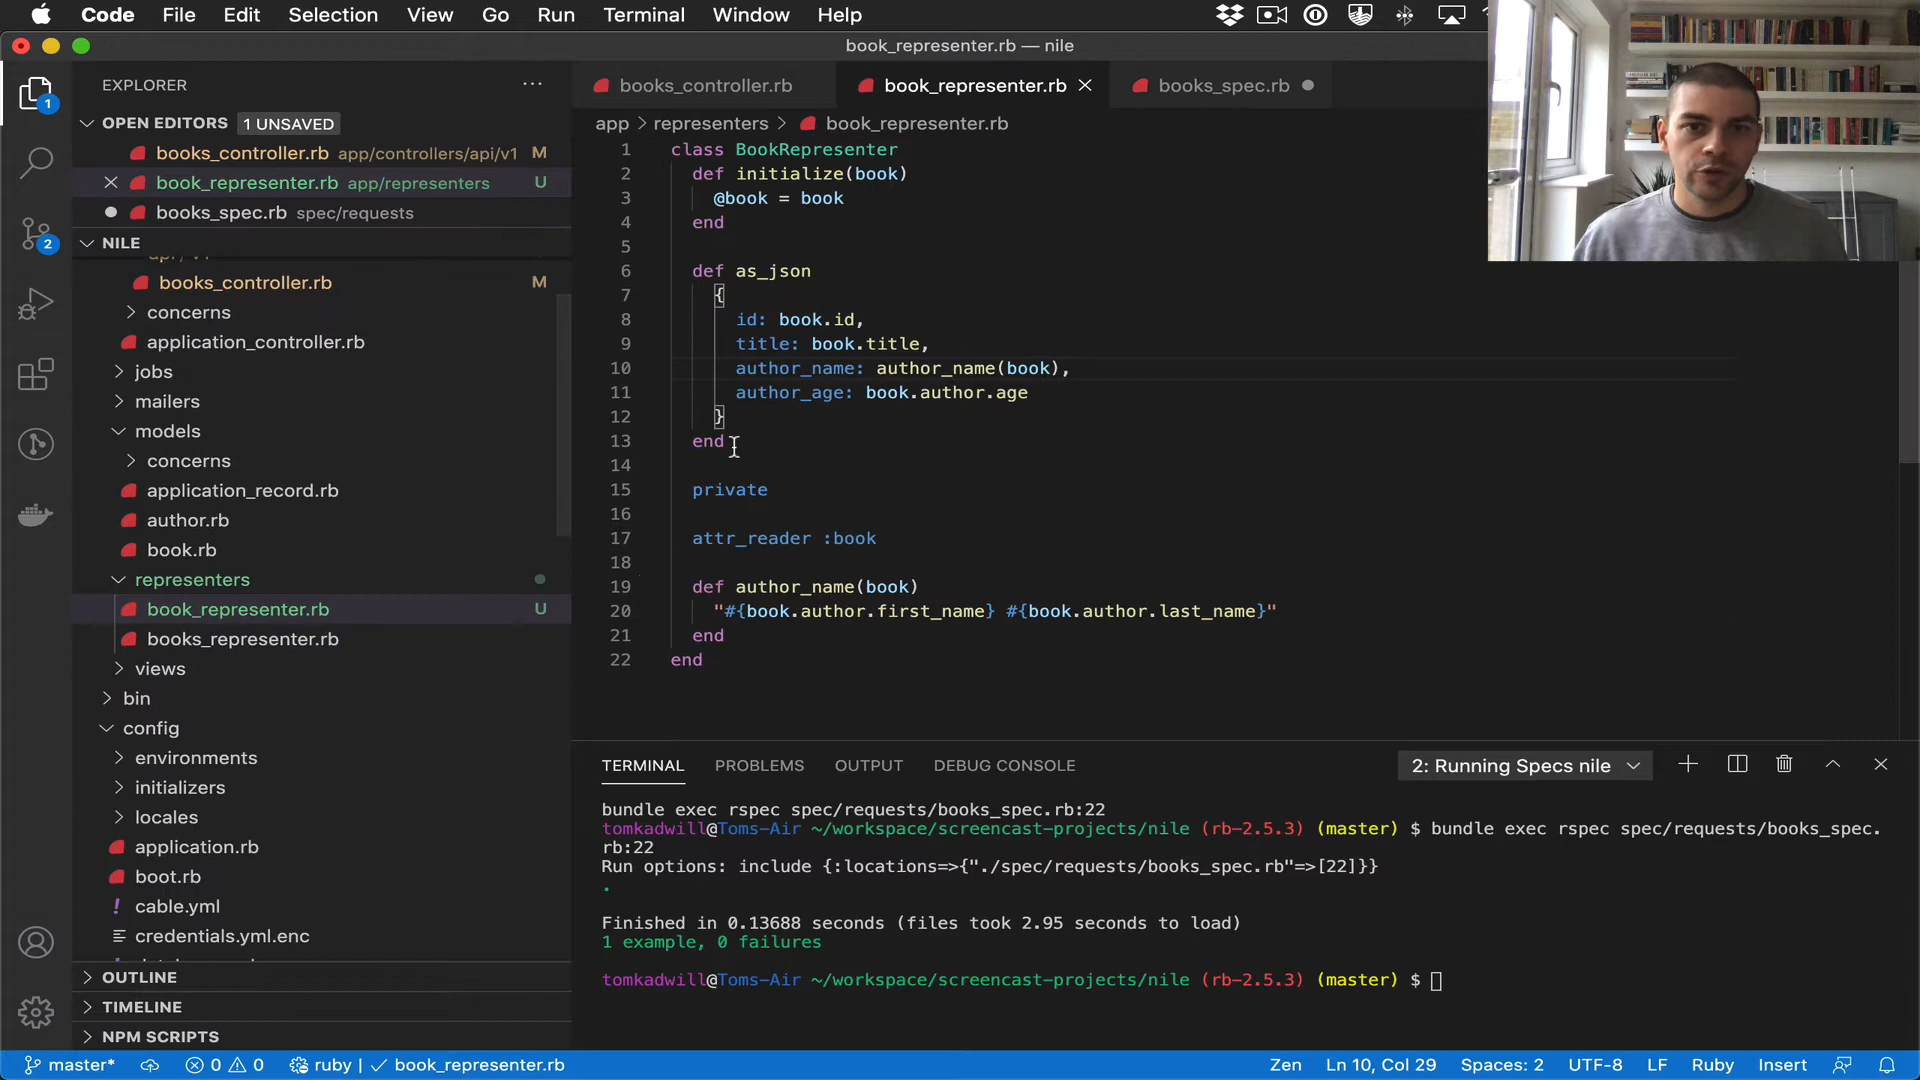 Code File Edit Selection View Go Run Terminal Window Help
book_representer.rb — nile
EXPLORER
OPEN EDITORS 1 UNSAVED
books_controller.rb app/controllers/api/v1 M
book_representer.rb app/representers U
books_spec.rb spec/requests
NILE
books_controller.rb M
concerns
application_controller.rb
jobs
mailers
models
concerns
application_record.rb
author.rb
book.rb
representers
book_representer.rb U
books_representer.rb
views
bin
config
environments
initializers
locales
application.rb
boot.rb
cable.yml
credentials.yml.enc
OUTLINE
TIMELINE
NPM SCRIPTS
1
2
books_controller.rb book_representer.rb books_spec.rb
app > representers > book_representer.rb
1 class BookRepresenter
2 def initialize(book)
3 @book = book
4 end
5
6 def as_json
7 {
8 id: book.id,
9 title: book.title,
10 author_name: author_name(book),
11 author_age: book.author.age
12 }
13 end
14
15 private
16
17 attr_reader :book
18
19 def author_name(book)
20 "#{book.author.first_name} #{book.author.last_name}"
21 end
22 end
TERMINAL PROBLEMS OUTPUT DEBUG CONSOLE 2: Running Specs nile
bundle exec rspec spec/requests/books_spec.rb:22
tomkadwill@Toms-Air ~/workspace/screencast-projects/nile (rb-2.5.3) (master) $ bundle exec rspec spec/requests/books_spec.
rb:22
Run options: include {:locations=>{"./spec/requests/books_spec.rb"=>[22]}}
.
Finished in 0.13688 seconds (files took 2.95 seconds to load)
1 example, 0 failures
tomkadwill@Toms-Air ~/workspace/screencast-projects/nile (rb-2.5.3) (master) $
master* 0 0 ruby | ✓ book_representer.rb Zen Ln 10, Col 29 Spaces: 2 UTF-8 LF Ruby Insert